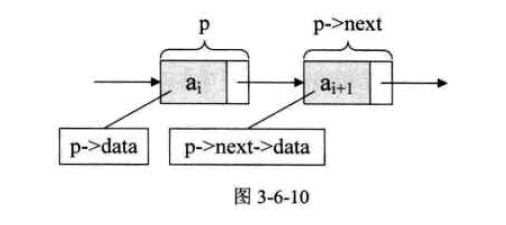 p p->next
aᵢ aᵢ₊₁
p->data p->next->data
图 3-6-10